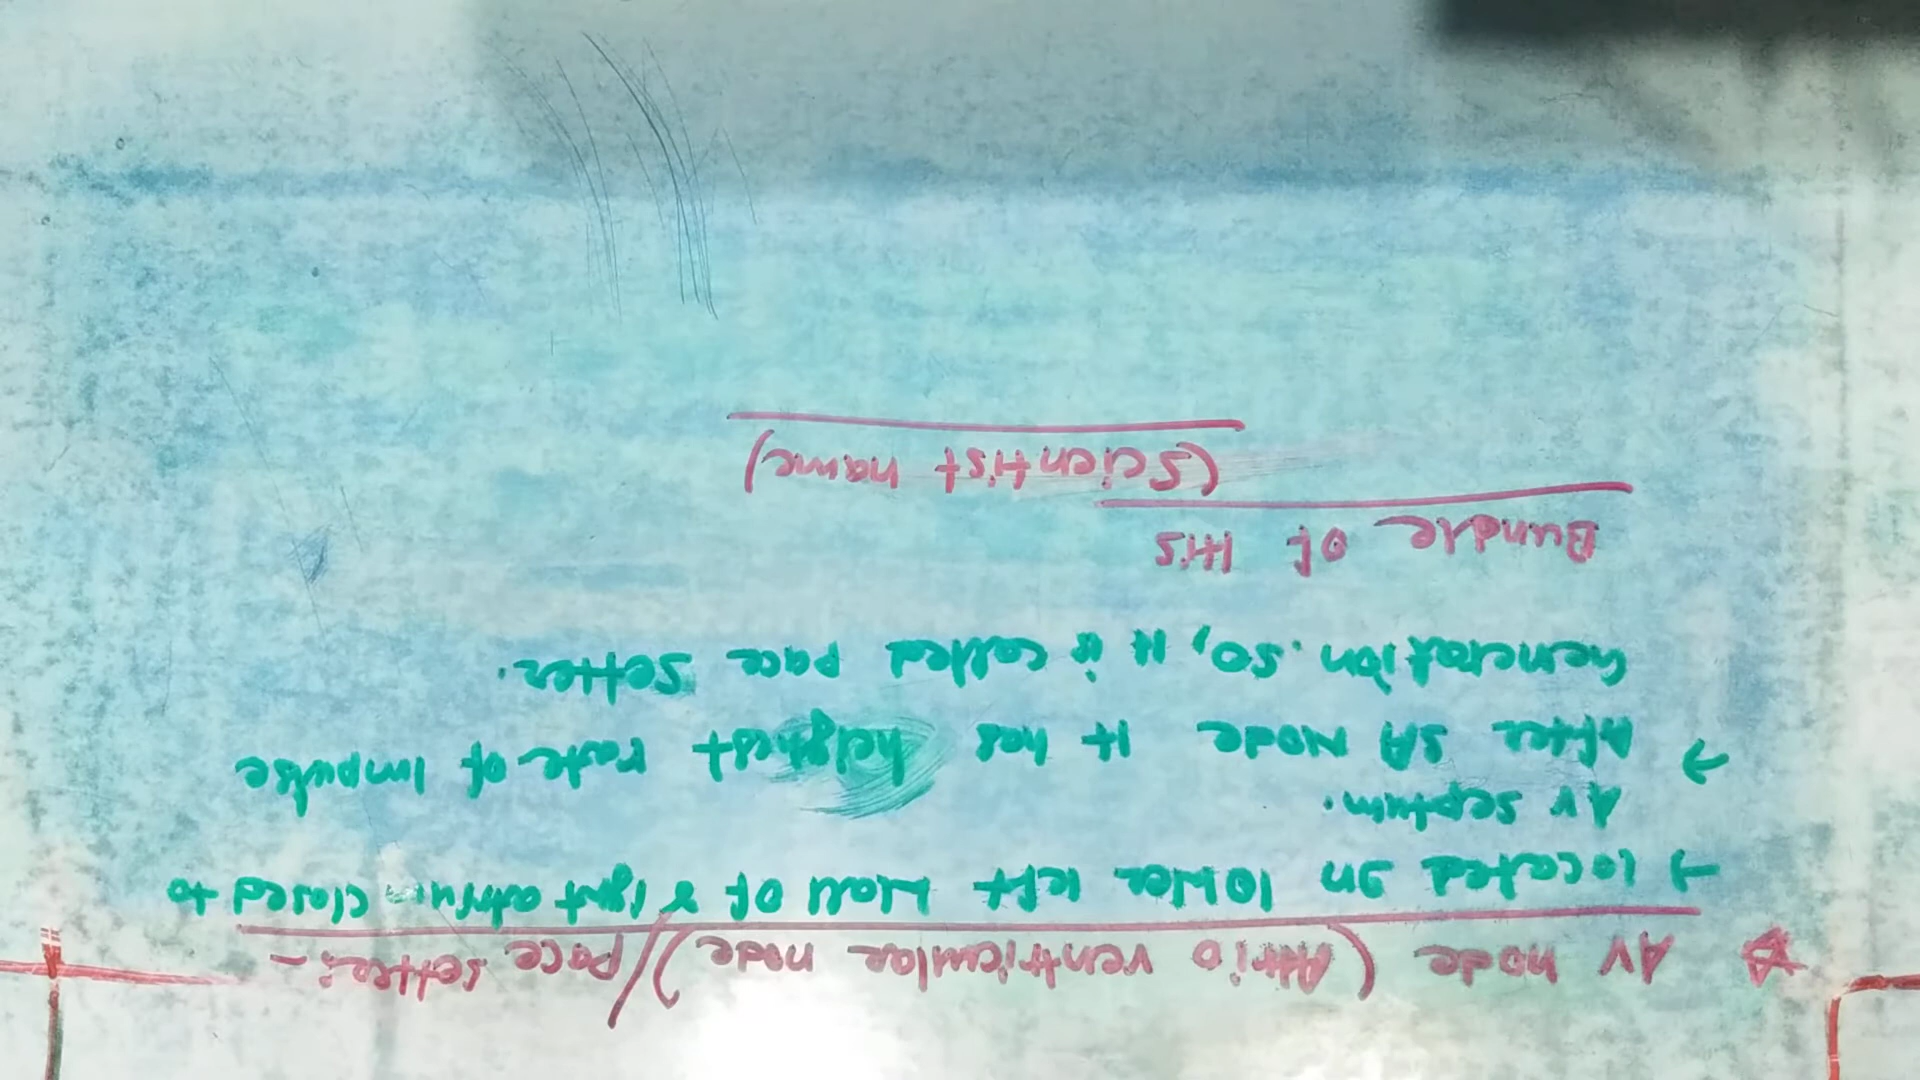 ☆ AV node (Atrio ventricular node)/pace setter:-
→ located in lower left wall of right atrium closed to
AV septum.
→ After SA Node it has heighest rate of Impulse
Generation. So, it is called pace setter.
Bundle of His
(Scientist name)